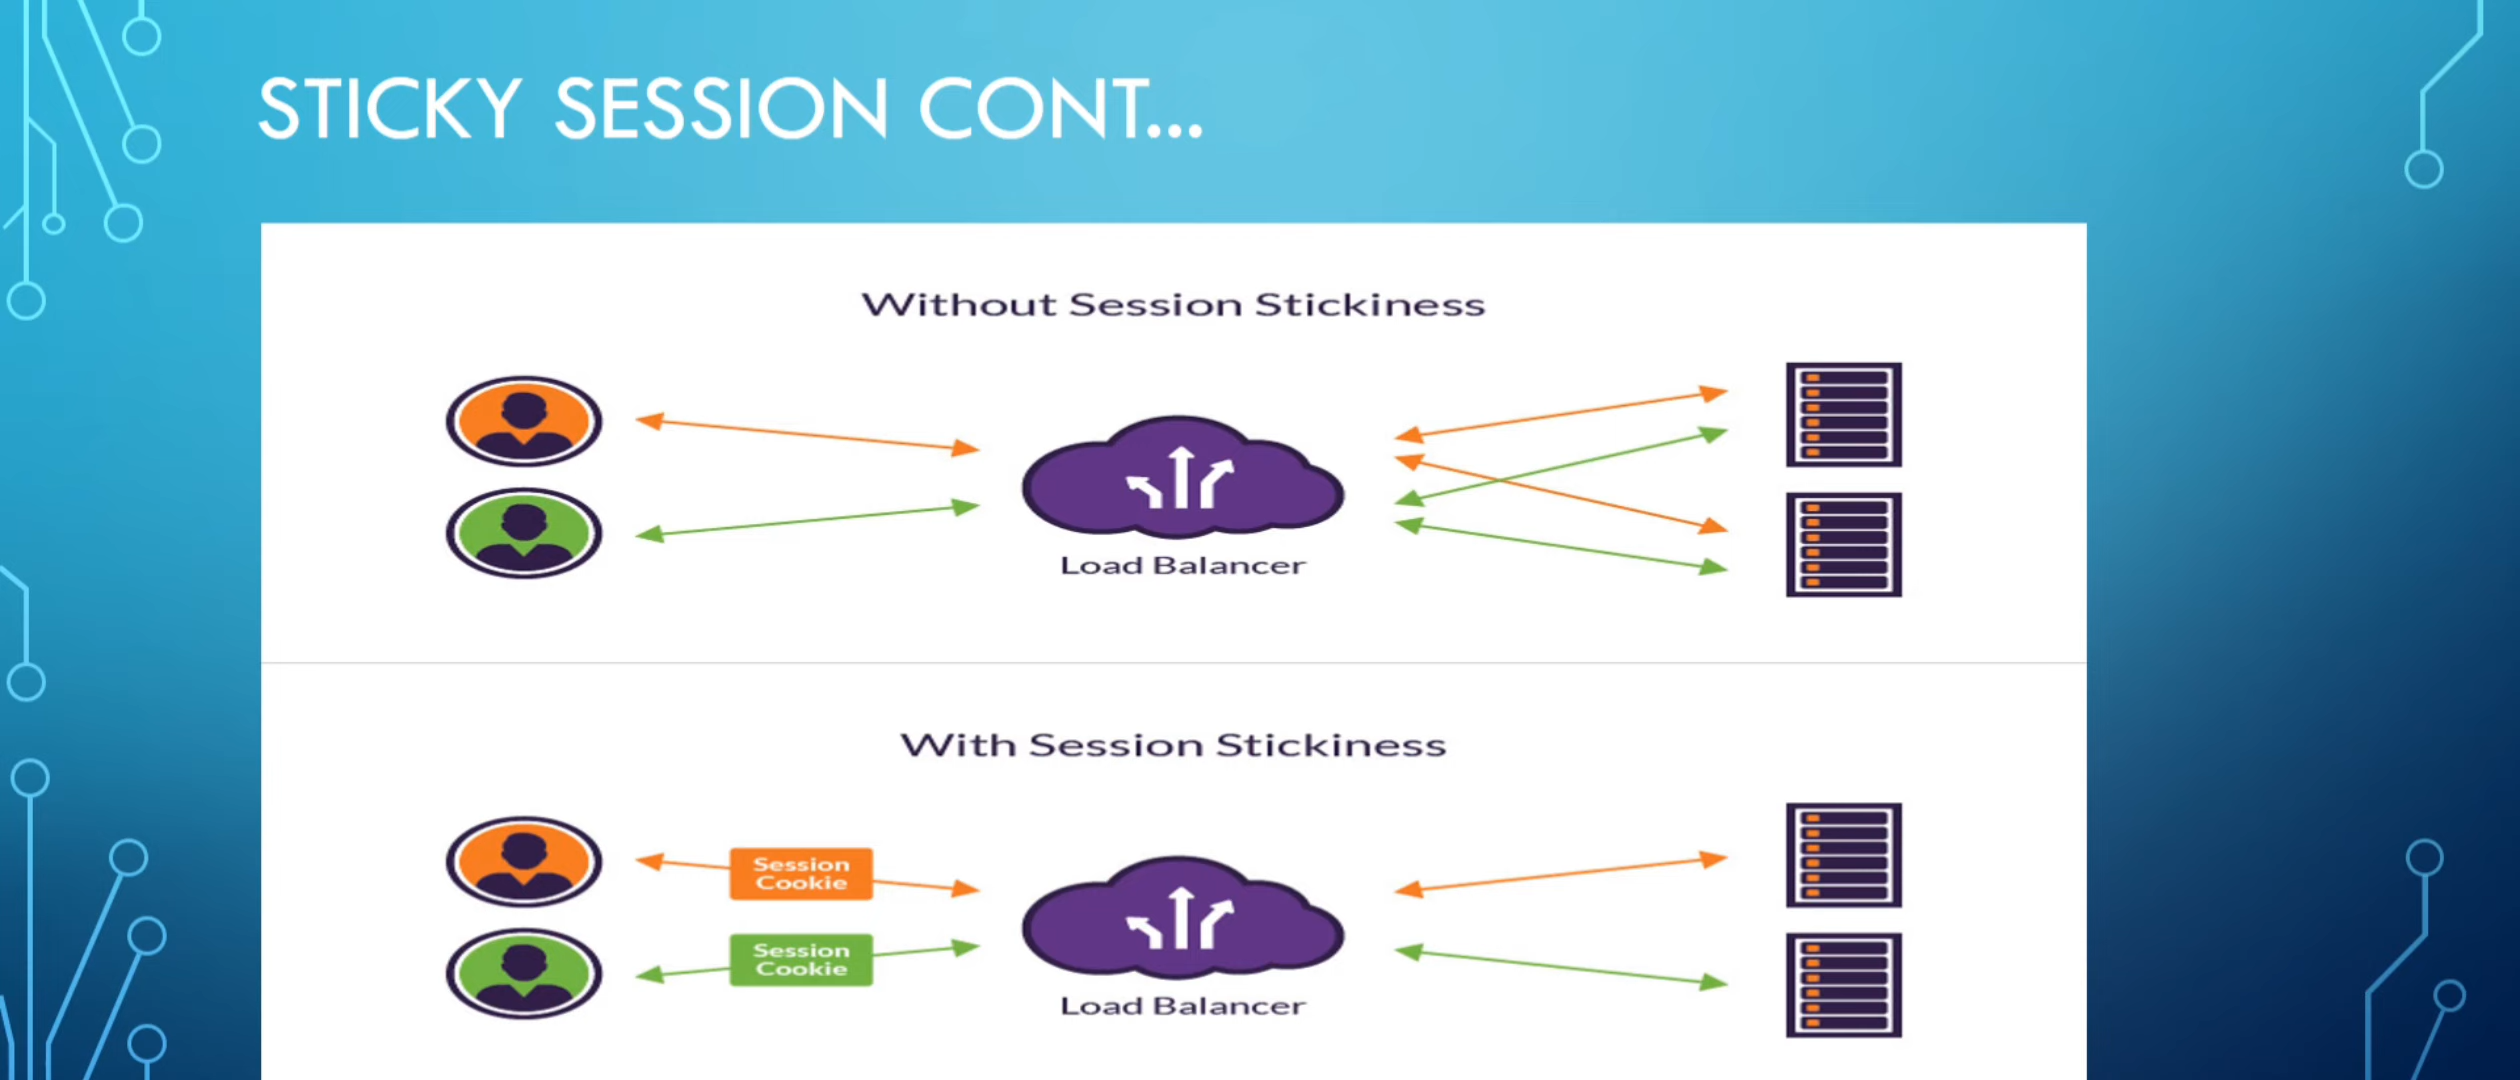 STICKY SESSION CONT...
Without Session Stickiness
Load Balancer
With Session Stickiness
Session
Cookie
Session
Cookie
Load Balancer